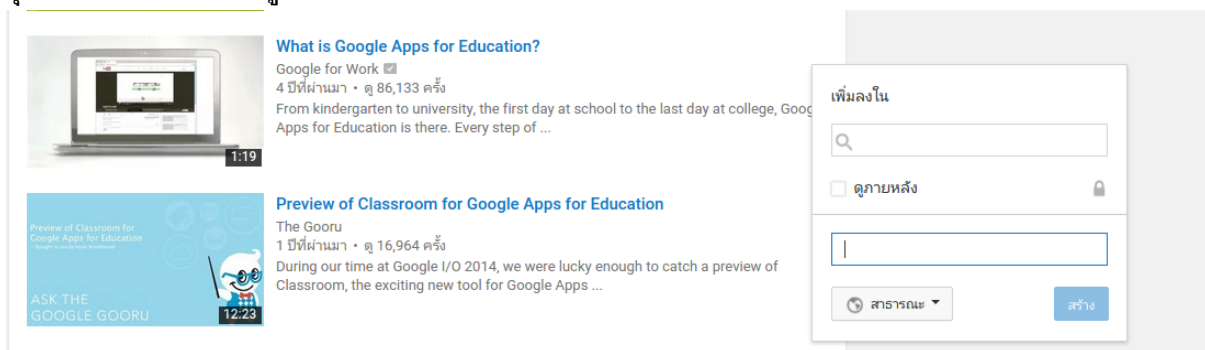 What is Google Apps for Education?
Google for Work
4 ปีที่ผ่านมา • ดู 86,133 ครั้ง
From kindergarten to university, the first day at school to the last day at college, Goog
Apps for Education is there. Every step of ...
1:19
Preview of Classroom for Google Apps for Education
The Gooru
1 ปีที่ผ่านมา • ดู 16,964 ครั้ง
During our time at Google I/O 2014, we were lucky enough to catch a preview of
Classroom, the exciting new tool for Google Apps ...
Preview of Classroom for
Google Apps for Education
ASK THE
GOOGLE GOORU
12:23
เพิ่มลงใน
ดูภายหลัง
สาธารณะ
สร้าง